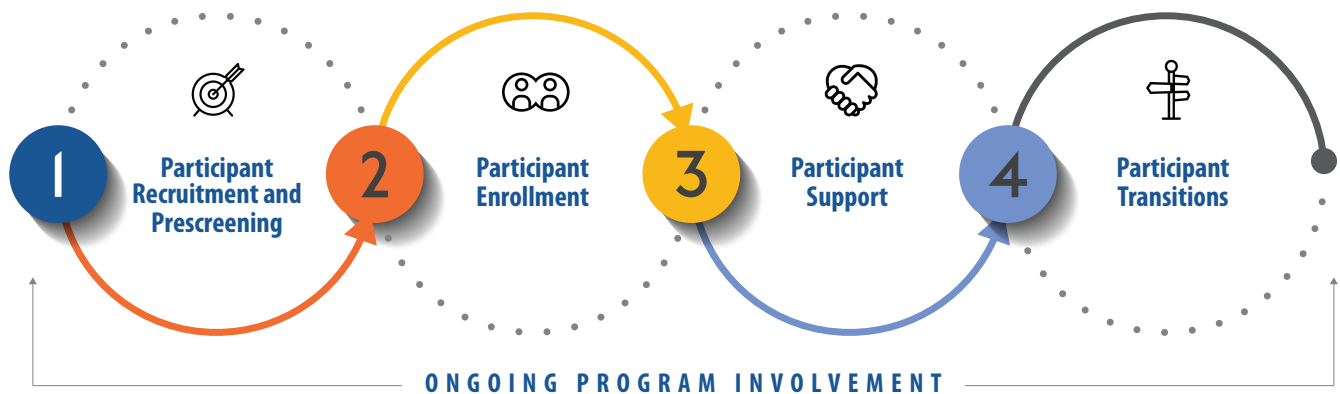 1
Participant
Recruitment and
Prescreening
2
Participant
Enrollment
3
Participant
Support
4
Participant
Transitions
ONGOING PROGRAM INVOLVEMENT